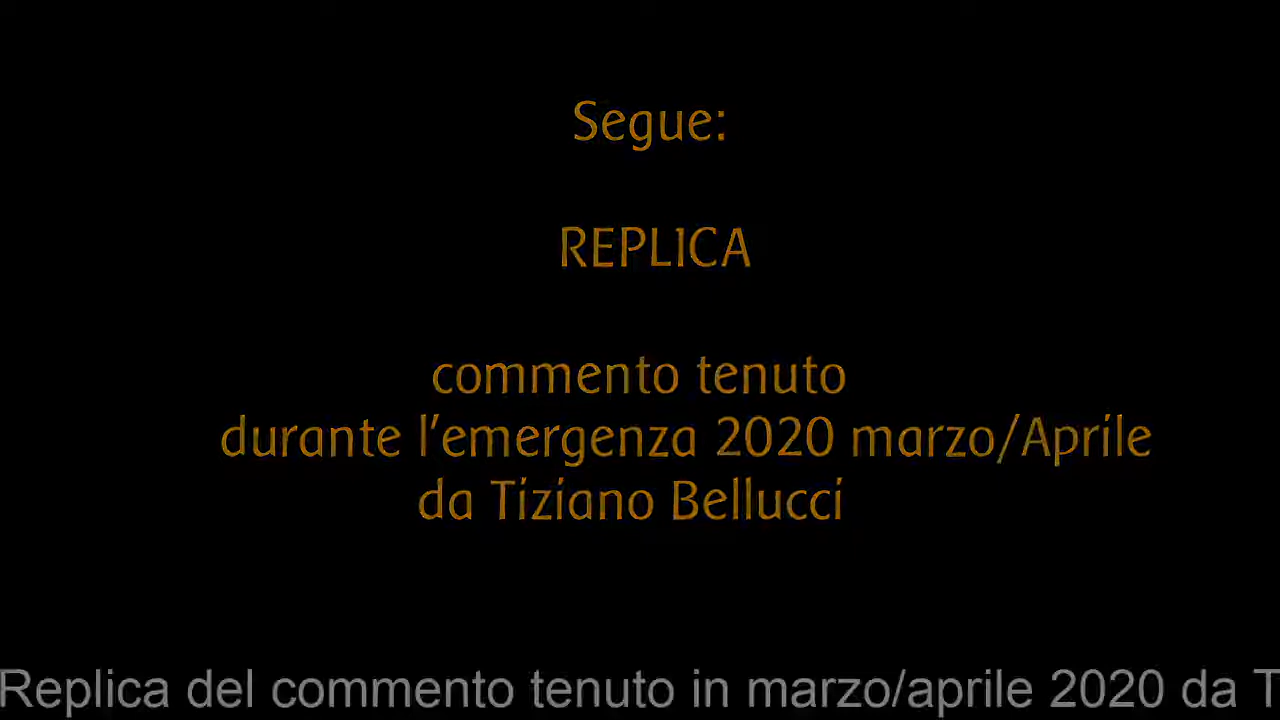 Segue:
REPLICA
commento tenuto
durante l'emergenza 2020 marzo/Aprile
da Tiziano Bellucci
Replica del commento tenuto in marzo/aprile 2020 da T